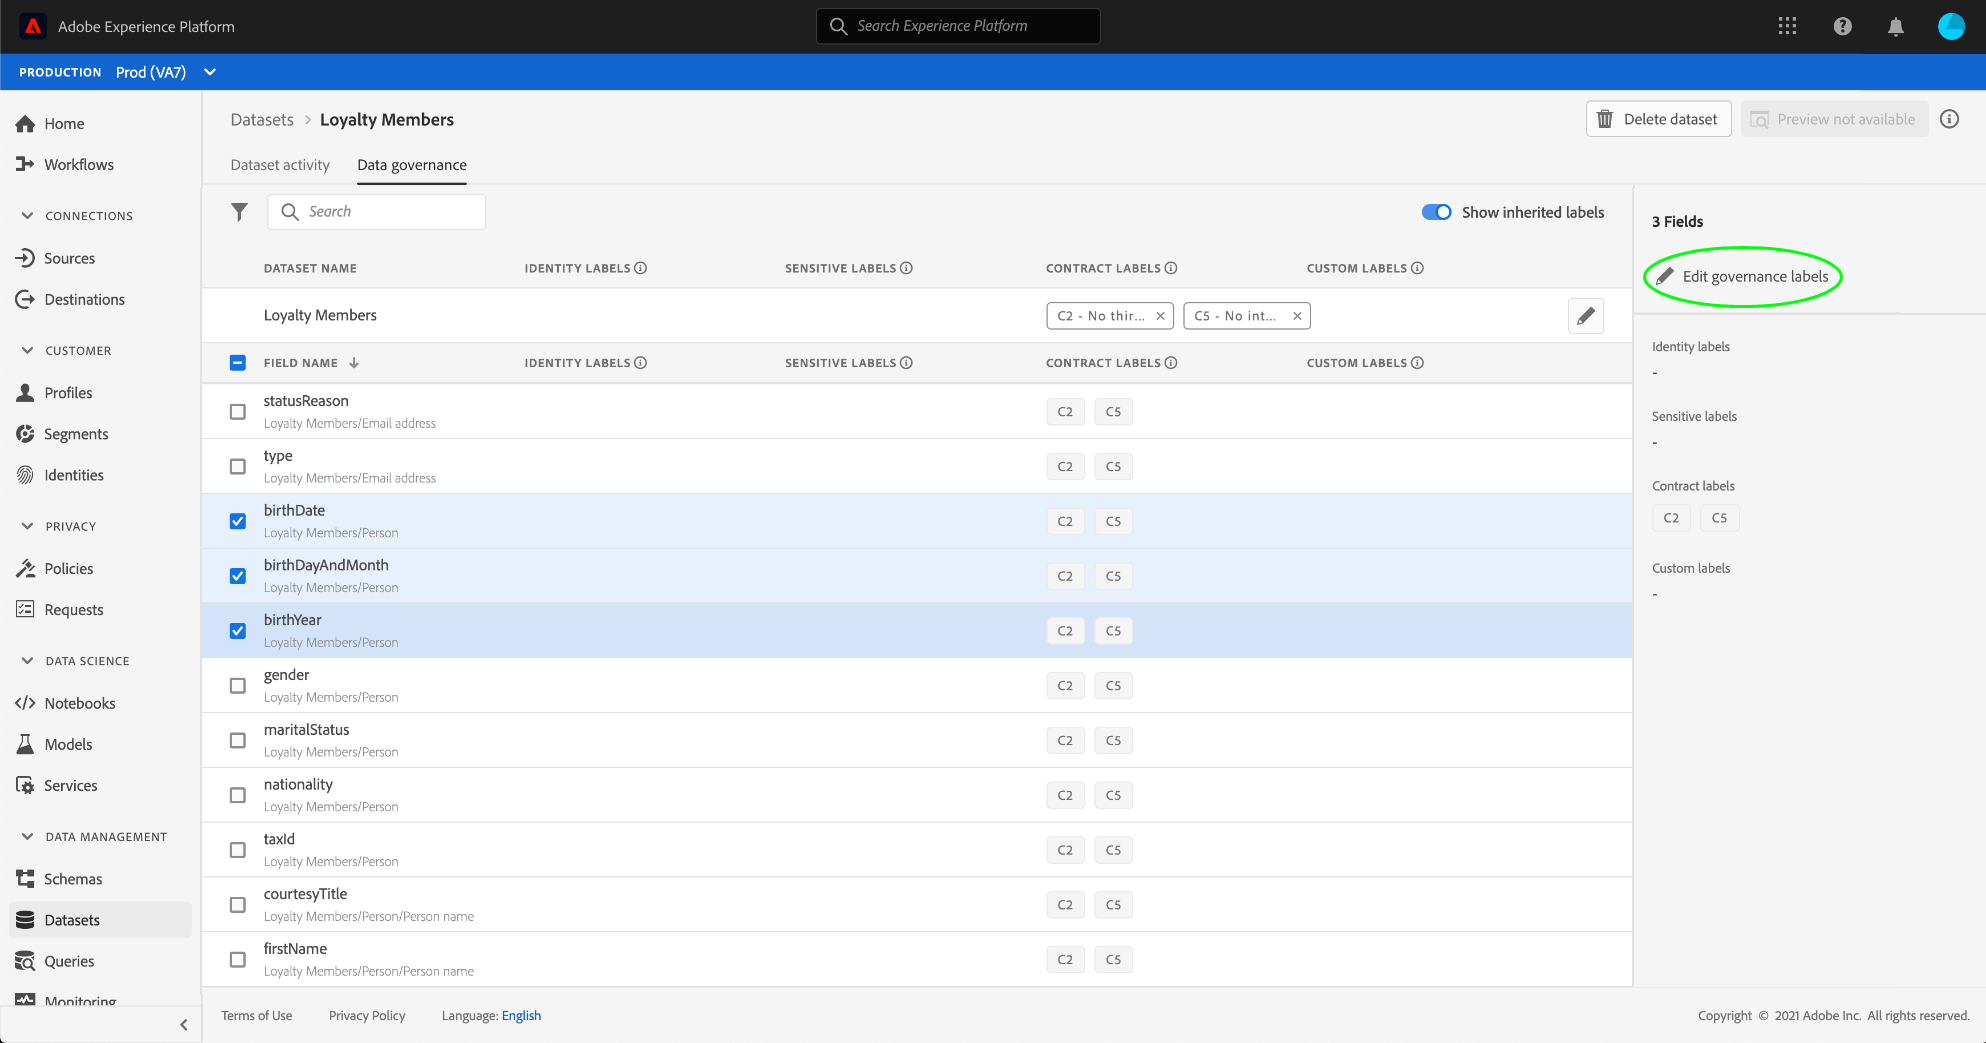 Adobe Experience Platform
Search Experience Platform
PRODUCTION Prod (VA7)
Home
Workflows
CONNECTIONS
Sources
Destinations
CUSTOMER
Profiles
Segments
Identities
PRIVACY
Policies
Requests
DATA SCIENCE
Notebooks
Models
Services
DATA MANAGEMENT
Schemas
Datasets
Queries
Monitoring
Datasets > Loyalty Members
Delete dataset
Preview not available
Dataset activity Data governance
Search
Show inherited labels
DATASET NAME IDENTITY LABELS SENSITIVE LABELS CONTRACT LABELS CUSTOM LABELS
Loyalty Members C2 - No thir... × C5 - No int... ×
FIELD NAME IDENTITY LABELS SENSITIVE LABELS CONTRACT LABELS CUSTOM LABELS
statusReason
Loyalty Members/Email address
C2 C5
type
Loyalty Members/Email address
C2 C5
birthDate
Loyalty Members/Person
C2 C5
birthDayAndMonth
Loyalty Members/Person
C2 C5
birthYear
Loyalty Members/Person
C2 C5
gender
Loyalty Members/Person
C2 C5
maritalStatus
Loyalty Members/Person
C2 C5
nationality
Loyalty Members/Person
C2 C5
taxId
Loyalty Members/Person
C2 C5
courtesyTitle
Loyalty Members/Person/Person name
C2 C5
firstName
Loyalty Members/Person/Person name
C2 C5
3 Fields
Edit governance labels
Identity labels
-
Sensitive labels
-
Contract labels
C2 C5
Custom labels
-
Terms of Use Privacy Policy Language: English
Copyright © 2021 Adobe Inc. All rights reserved.